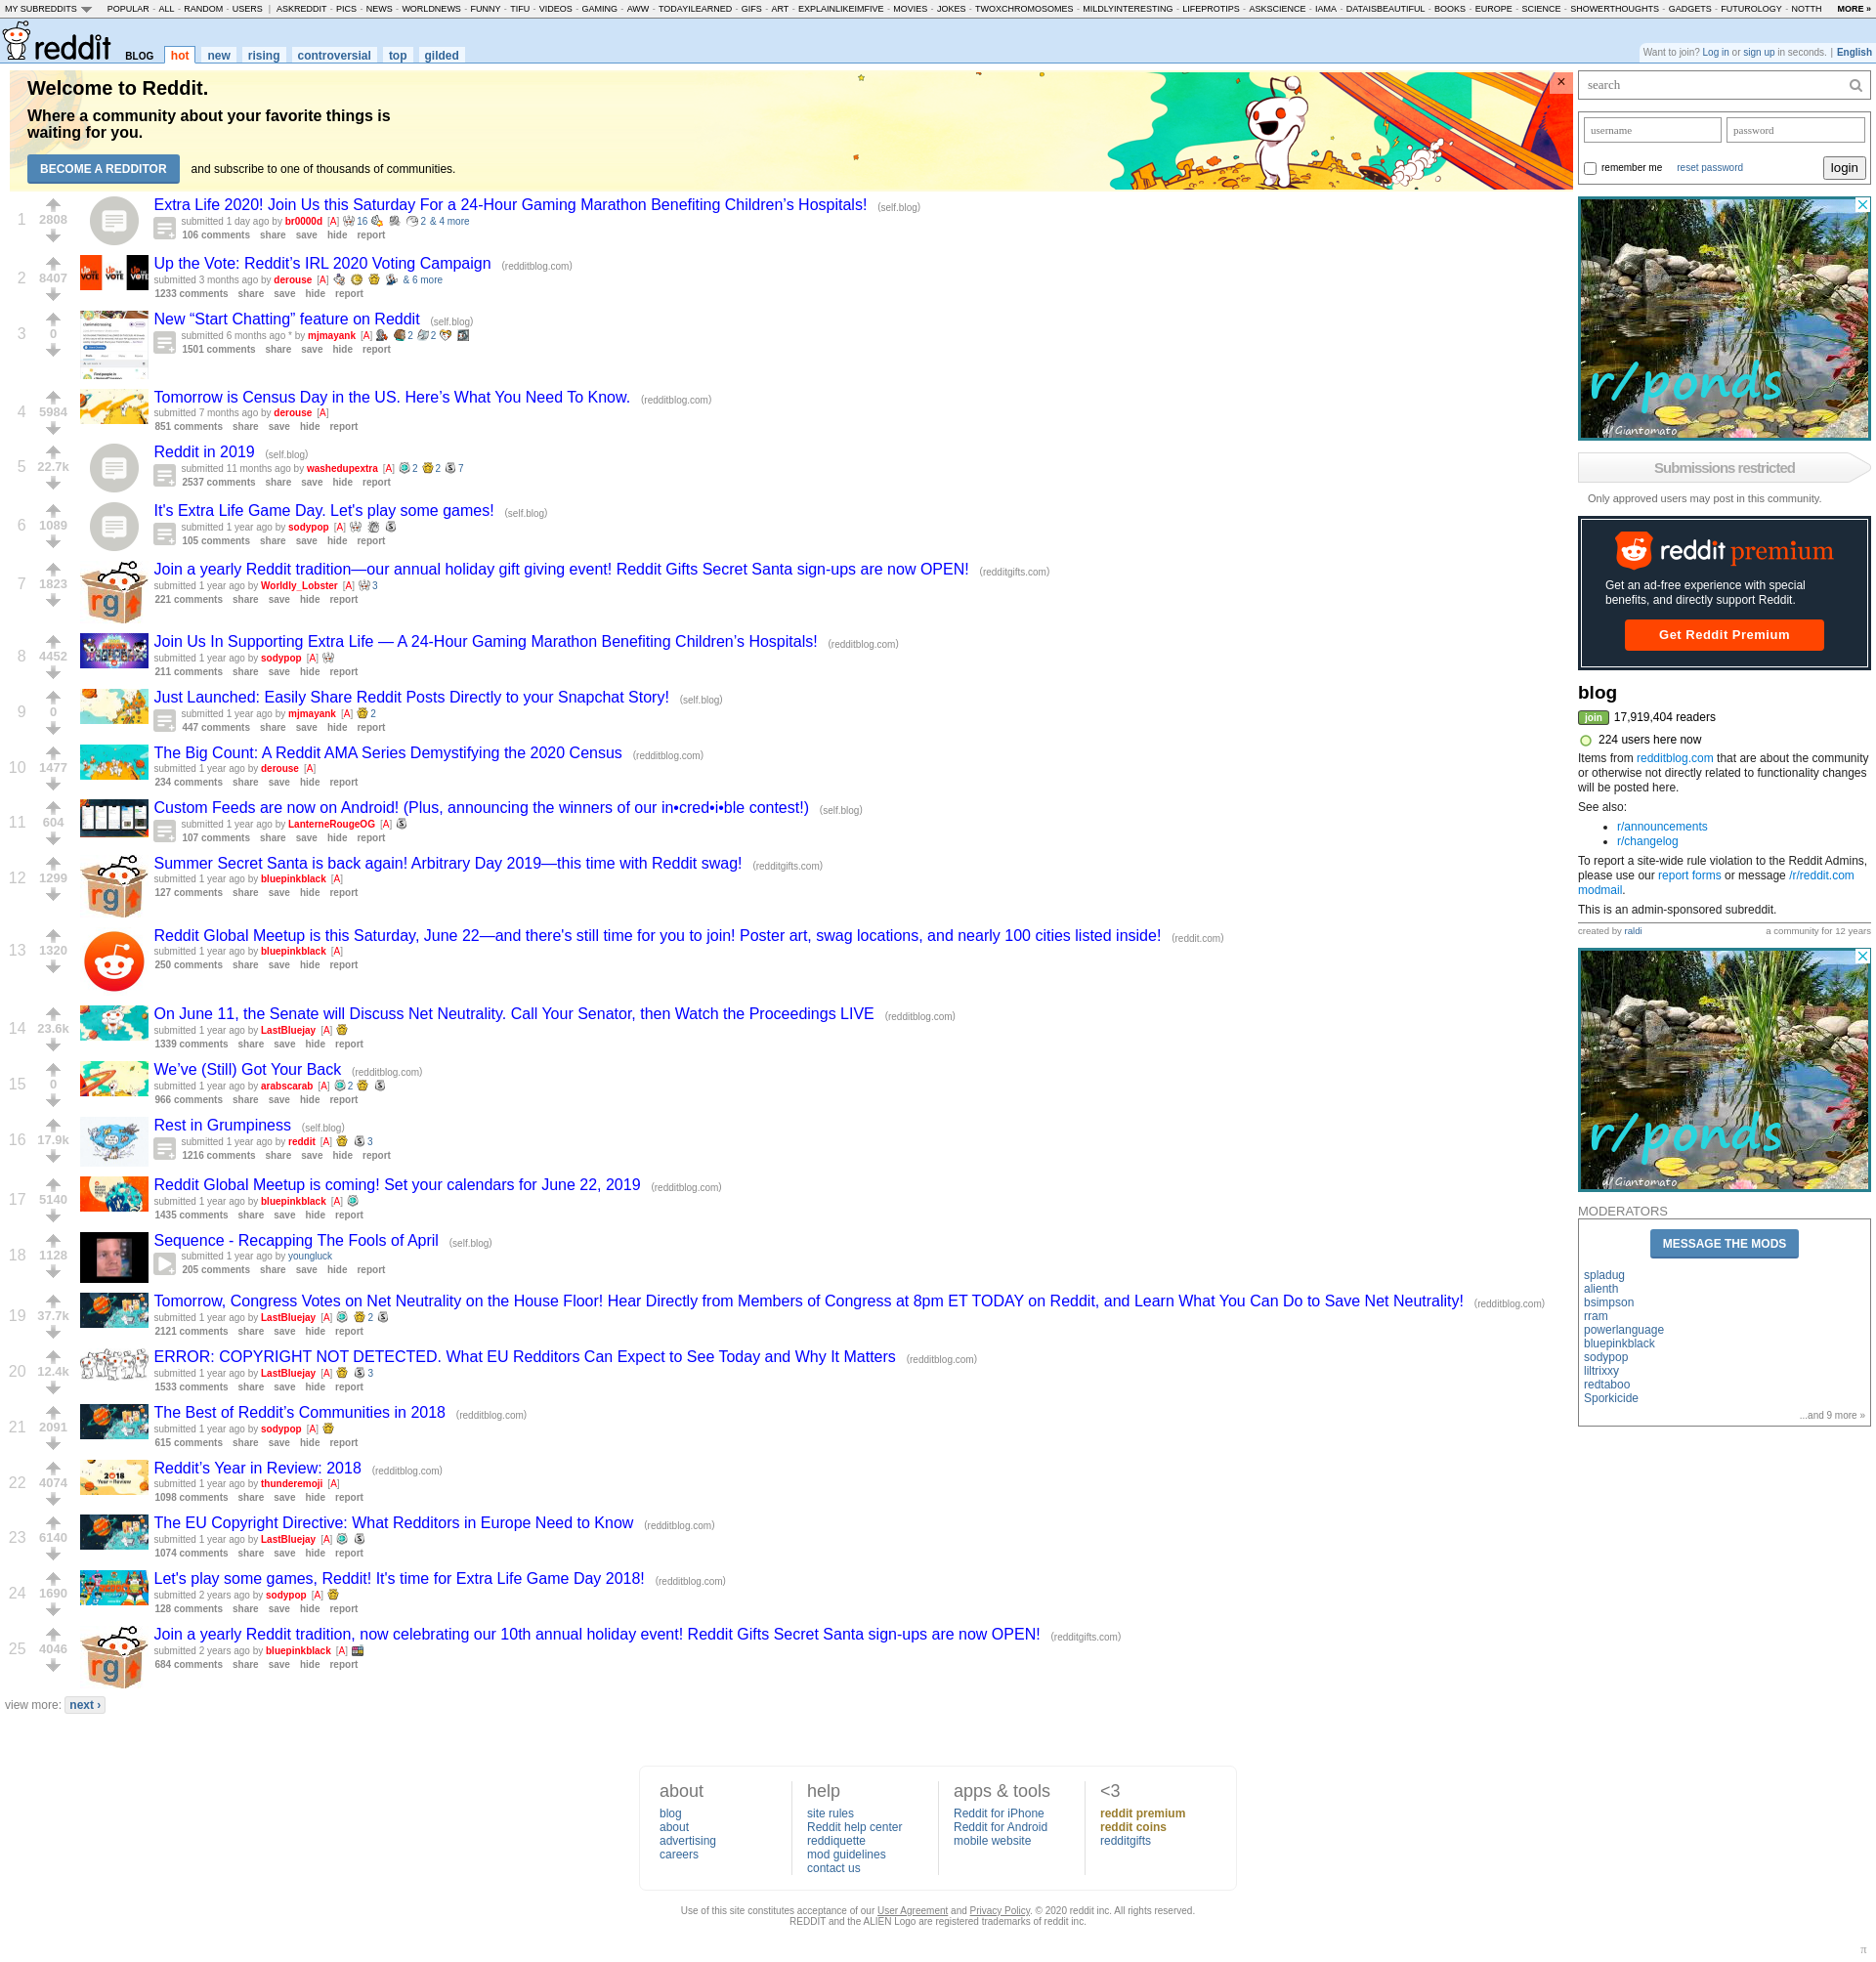 MY SUBREDDITS POPULAR - ALL - RANDOM - USERS | ASKREDDIT - PICS - NEWS - WORLDNEWS - FUNNY - TIFU - VIDEOS - GAMING - AWW - TODAYILEARNED - GIFS - ART - EXPLAINLIKEIMFIVE - MOVIES - JOKES - TWOXCHROMOSOMES - MILDLYINTERESTING - LIFEPROTIPS - ASKSCIENCE - IAMA - DATAISBEAUTIFUL - BOOKS - EUROPE - SCIENCE - SHOWERTHOUGHTS - GADGETS - FUTUROLOGY - NOTTH MORE »
reddit BLOG hot new rising controversial top gilded
Want to join? Log in or sign up in seconds. | English
Welcome to Reddit.
Where a community about your favorite things is
waiting for you.
BECOME A REDDITOR and subscribe to one of thousands of communities.
1 2808
Extra Life 2020! Join Us this Saturday For a 24-Hour Gaming Marathon Benefiting Children’s Hospitals! (self.blog)
submitted 1 day ago by br0000d [A] 16 2 & 4 more
106 comments share save hide report
2 8407
Up the Vote: Reddit’s IRL 2020 Voting Campaign (redditblog.com)
submitted 3 months ago by derouse [A] & 6 more
1233 comments share save hide report
3 0
New “Start Chatting” feature on Reddit (self.blog)
submitted 6 months ago * by mjmayank [A] 2 2
1501 comments share save hide report
4 5984
Tomorrow is Census Day in the US. Here’s What You Need To Know. (redditblog.com)
submitted 7 months ago by derouse [A]
851 comments share save hide report
5 22.7k
Reddit in 2019 (self.blog)
submitted 11 months ago by washedupextra [A] 2 2 7
2537 comments share save hide report
6 1089
It's Extra Life Game Day. Let's play some games! (self.blog)
submitted 1 year ago by sodypop [A]
105 comments share save hide report
7 1823
Join a yearly Reddit tradition—our annual holiday gift giving event! Reddit Gifts Secret Santa sign-ups are now OPEN! (redditgifts.com)
submitted 1 year ago by Worldly_Lobster [A] 3
221 comments share save hide report
8 4452
Join Us In Supporting Extra Life — A 24-Hour Gaming Marathon Benefiting Children’s Hospitals! (redditblog.com)
submitted 1 year ago by sodypop [A]
211 comments share save hide report
9 0
Just Launched: Easily Share Reddit Posts Directly to your Snapchat Story! (self.blog)
submitted 1 year ago by mjmayank [A] 2
447 comments share save hide report
10 1477
The Big Count: A Reddit AMA Series Demystifying the 2020 Census (redditblog.com)
submitted 1 year ago by derouse [A]
234 comments share save hide report
11 604
Custom Feeds are now on Android! (Plus, announcing the winners of our in•cred•i•ble contest!) (self.blog)
submitted 1 year ago by LanterneRougeOG [A]
107 comments share save hide report
12 1299
Summer Secret Santa is back again! Arbitrary Day 2019—this time with Reddit swag! (redditgifts.com)
submitted 1 year ago by bluepinkblack [A]
127 comments share save hide report
13 1320
Reddit Global Meetup is this Saturday, June 22—and there's still time for you to join! Poster art, swag locations, and nearly 100 cities listed inside! (reddit.com)
submitted 1 year ago by bluepinkblack [A]
250 comments share save hide report
14 23.6k
On June 11, the Senate will Discuss Net Neutrality. Call Your Senator, then Watch the Proceedings LIVE (redditblog.com)
submitted 1 year ago by LastBluejay [A]
1339 comments share save hide report
15 0
We’ve (Still) Got Your Back (redditblog.com)
submitted 1 year ago by arabscarab [A] 2
966 comments share save hide report
16 17.9k
Rest in Grumpiness (self.blog)
submitted 1 year ago by reddit [A] 3
1216 comments share save hide report
17 5140
Reddit Global Meetup is coming! Set your calendars for June 22, 2019 (redditblog.com)
submitted 1 year ago by bluepinkblack [A]
1435 comments share save hide report
18 1128
Sequence - Recapping The Fools of April (self.blog)
submitted 1 year ago by youngluck
205 comments share save hide report
19 37.7k
Tomorrow, Congress Votes on Net Neutrality on the House Floor! Hear Directly from Members of Congress at 8pm ET TODAY on Reddit, and Learn What You Can Do to Save Net Neutrality! (redditblog.com)
submitted 1 year ago by LastBluejay [A] 2
2121 comments share save hide report
20 12.4k
ERROR: COPYRIGHT NOT DETECTED. What EU Redditors Can Expect to See Today and Why It Matters (redditblog.com)
submitted 1 year ago by LastBluejay [A] 3
1533 comments share save hide report
21 2091
The Best of Reddit’s Communities in 2018 (redditblog.com)
submitted 1 year ago by sodypop [A]
615 comments share save hide report
22 4074
Reddit’s Year in Review: 2018 (redditblog.com)
submitted 1 year ago by thunderemoji [A]
1098 comments share save hide report
23 6140
The EU Copyright Directive: What Redditors in Europe Need to Know (redditblog.com)
submitted 1 year ago by LastBluejay [A]
1074 comments share save hide report
24 1690
Let's play some games, Reddit! It's time for Extra Life Game Day 2018! (redditblog.com)
submitted 2 years ago by sodypop [A]
128 comments share save hide report
25 4046
Join a yearly Reddit tradition, now celebrating our 10th annual holiday event! Reddit Gifts Secret Santa sign-ups are now OPEN! (redditgifts.com)
submitted 2 years ago by bluepinkblack [A]
684 comments share save hide report
view more: next ›
search
username password
remember me reset password login
r/ponds
u/Giantomato
Submissions restricted
Only approved users may post in this community.
reddit premium
Get an ad-free experience with special
benefits, and directly support Reddit.
Get Reddit Premium
blog
join 17,919,404 readers
224 users here now
Items from redditblog.com that are about the community
or otherwise not directly related to functionality changes
will be posted here.
See also:
r/announcements
r/changelog
To report a site-wide rule violation to the Reddit Admins,
please use our report forms or message /r/reddit.com
modmail.
This is an admin-sponsored subreddit.
created by raldi a community for 12 years
r/ponds
u/Giantomato
MODERATORS
MESSAGE THE MODS
spladug
alienth
bsimpson
rram
powerlanguage
bluepinkblack
sodypop
liltrixxy
redtaboo
Sporkicide
...and 9 more »
about
blog
about
advertising
careers
help
site rules
Reddit help center
reddiquette
mod guidelines
contact us
apps & tools
Reddit for iPhone
Reddit for Android
mobile website
<3
reddit premium
reddit coins
redditgifts
Use of this site constitutes acceptance of our User Agreement and Privacy Policy. © 2020 reddit inc. All rights reserved.
REDDIT and the ALIEN Logo are registered trademarks of reddit inc.
π